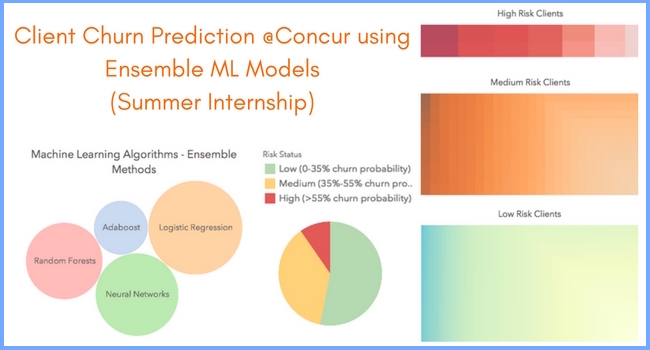 Client Churn Prediction @Concur using
Ensemble ML Models
(Summer Internship)
Machine Learning Algorithms - Ensemble
Methods
Adaboost
Logistic Regression
Random Forests
Neural Networks
Risk Status
Low (0-35% churn probability)
Medium (35%-55% churn pro..
High (>55% churn probability)
High Risk Clients
Medium Risk Clients
Low Risk Clients